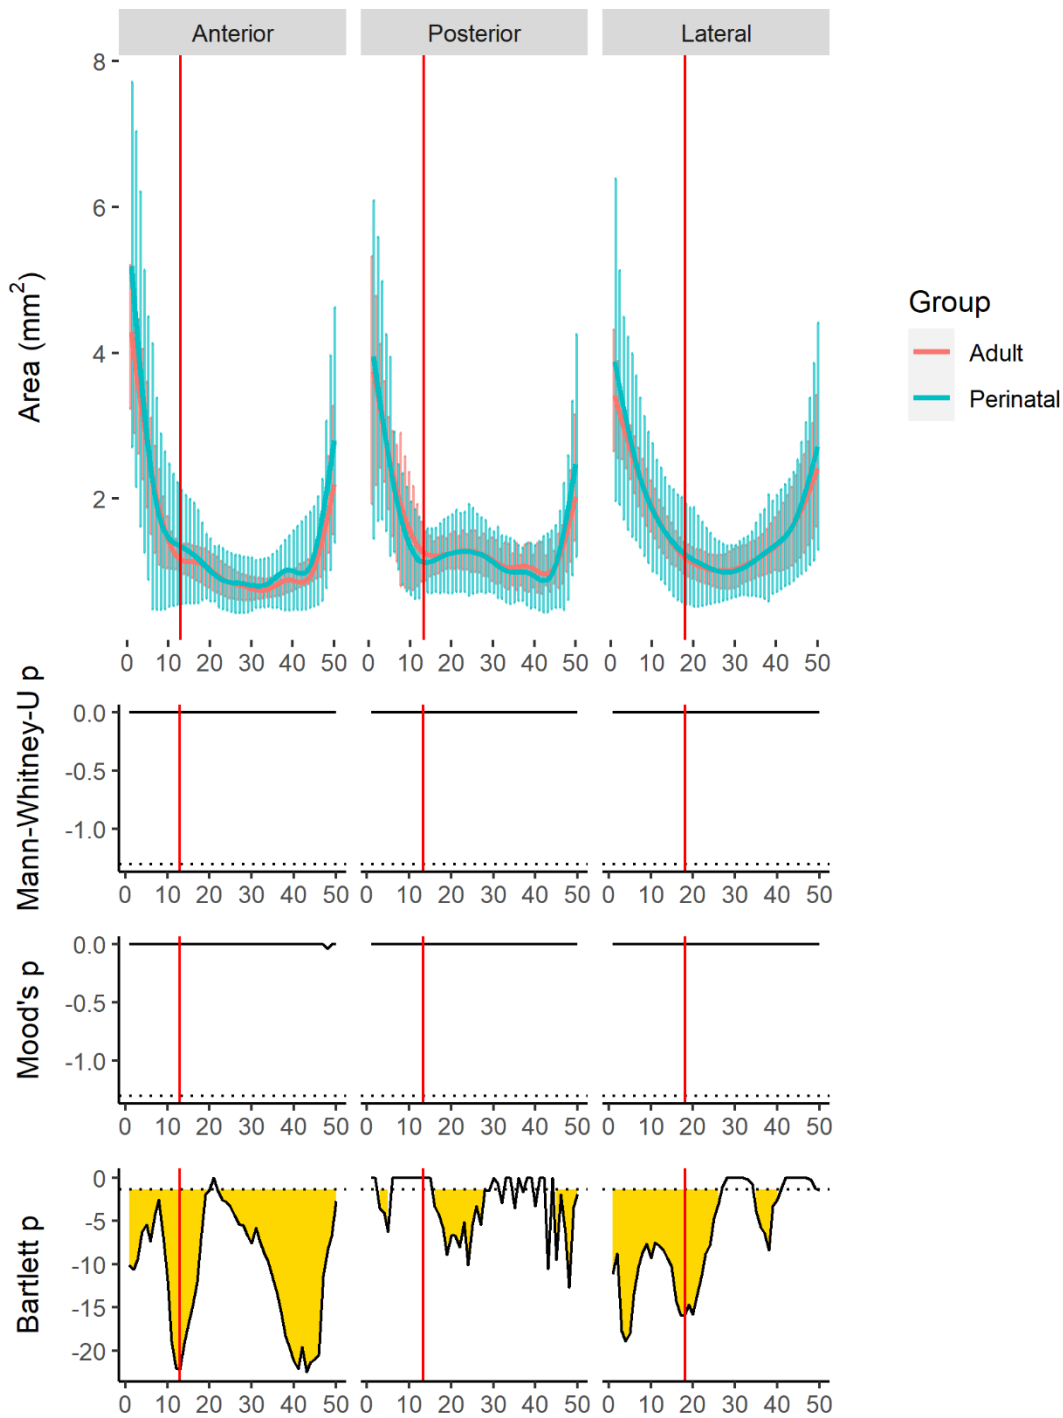 Anterior Posterior Lateral
Area (mm²)
8
6
4
2
0 10 20 30 40 50 0 10 20 30 40 50 0 10 20 30 40 50
Group
Adult
Perinatal
Mann-Whitney-U p
0.0
-0.5
-1.0
0 10 20 30 40 50 0 10 20 30 40 50 0 10 20 30 40 50
Mood's p
0.0
-0.5
-1.0
0 10 20 30 40 50 0 10 20 30 40 50 0 10 20 30 40 50
Bartlett p
0
-5
-10
-15
-20
0 10 20 30 40 50 0 10 20 30 40 50 0 10 20 30 40 50